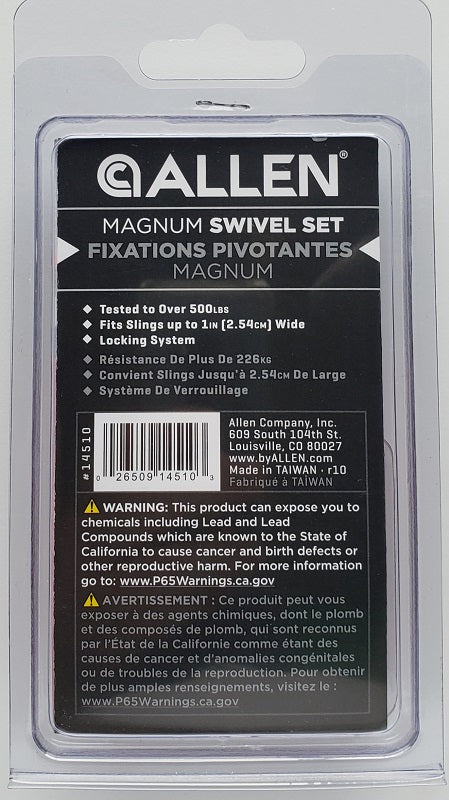 ALLEN®
MAGNUM SWIVEL SET
FIXATIONS PIVOTANTES
MAGNUM
Tested to Over 500LBS
Fits Slings up to 1IN (2.54CM) Wide
Locking System
Résistance De Plus De 226KG
Convient Slings Jusqu'à 2.54CM De Large
Système De Verrouillage
#14510
0 26509 14510 3
Allen Company, Inc.
609 South 104th St.
Louisville, CO 80027
www.byALLEN.com
Made in TAIWAN · r10
Fabriqué à TAÏWAN
WARNING: This product can expose you to
chemicals including Lead and Lead
Compounds which are known to the State of
California to cause cancer and birth defects or
other reproductive harm. For more information
go to: www.P65Warnings.ca.gov
AVERTISSEMENT : Ce produit peut vous
exposer à des agents chimiques, dont le plomb
et des composés de plomb, qui sont reconnus
par l'État de la Californie comme étant des
causes de cancer et d'anomalies congénitales
ou de troubles de la reproduction. Pour obtenir
de plus amples renseignements, visitez le :
www.P65Warnings.ca.gov